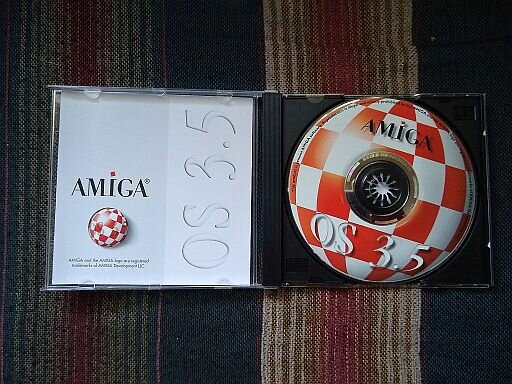 AMIGA®
AMIGA and the AMIGA logo are registered
trademarks of AMIGA Development LLC.
OS 3.5
AMIGA
OS 3.5